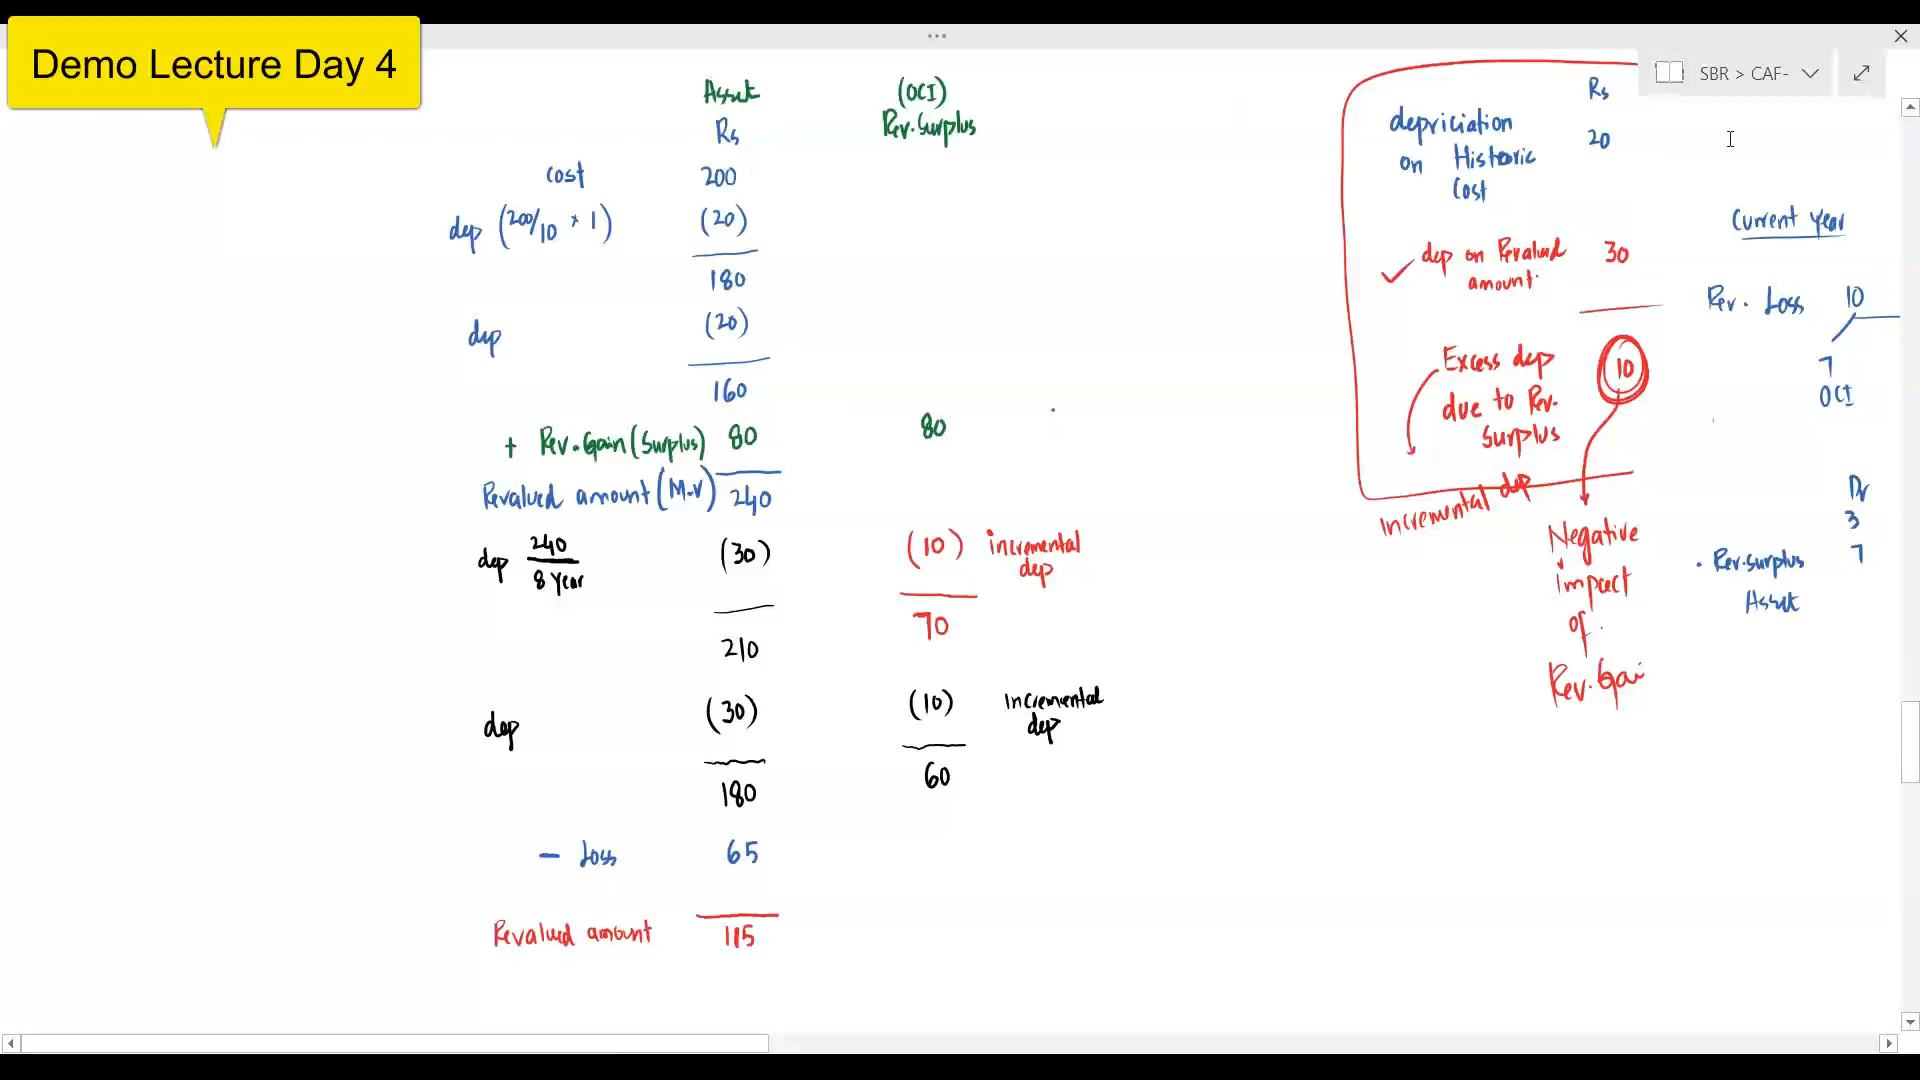 Demo Lecture Day 4
SBR > CAF-
Asset (OCI)
Rs Rev.Surplus
cost 200
dep (200/10 × 1) (20)
180
dep (20)
160
+ Rev.Gain (Surplus) 80 80
Revalued amount (M.V) 240
dep 240/8 Year (30) (10) incremental dep
70
210
dep (30) (10) incremental dep
180 60
- Loss 65
Revalued amount 115
Rs
depriciation 20
on Historic
Cost
✓ dep on Revalued 30
amount
Excess dep 10
due to Rev.
Surplus
Incremental dep
Negative
impact
of
Rev.Gai
Current year
Rev. Loss 10
7
OCI
Dr
3
• Rev.surplus 7
Asset